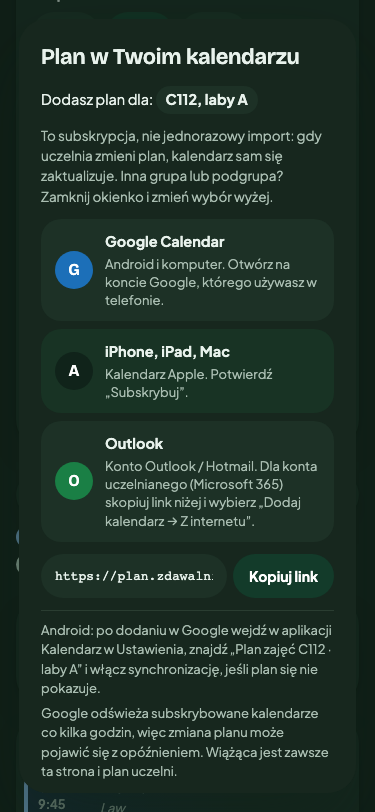 Plan w Twoim kalendarzu
Dodasz plan dla: C112, laby A
To subskrypcja, nie jednorazowy import: gdy
uczelnia zmieni plan, kalendarz sam się
zaktualizuje. Inna grupa lub podgrupa?
Zamknij okienko i zmień wybór wyżej.
G
Google Calendar
Android i komputer. Otwórz na
koncie Google, którego używasz w
telefonie.
A
iPhone, iPad, Mac
Kalendarz Apple. Potwierdź
„Subskrybuj”.
O
Outlook
Konto Outlook / Hotmail. Dla konta
uczelnianego (Microsoft 365)
skopiuj link niżej i wybierz „Dodaj
kalendarz → Z internetu”.
https://plan.zdawaln
Kopiuj link
Android: po dodaniu w Google wejdź w aplikacji
Kalendarz w Ustawienia, znajdź „Plan zajęć C112 ·
laby A” i włącz synchronizację, jeśli plan się nie
pokazuje.
Google odświeża subskrybowane kalendarze
co kilka godzin, więc zmiana planu może
pojawić się z opóźnieniem. Wiążąca jest zawsze
ta strona i plan uczelni.
9:45
Law